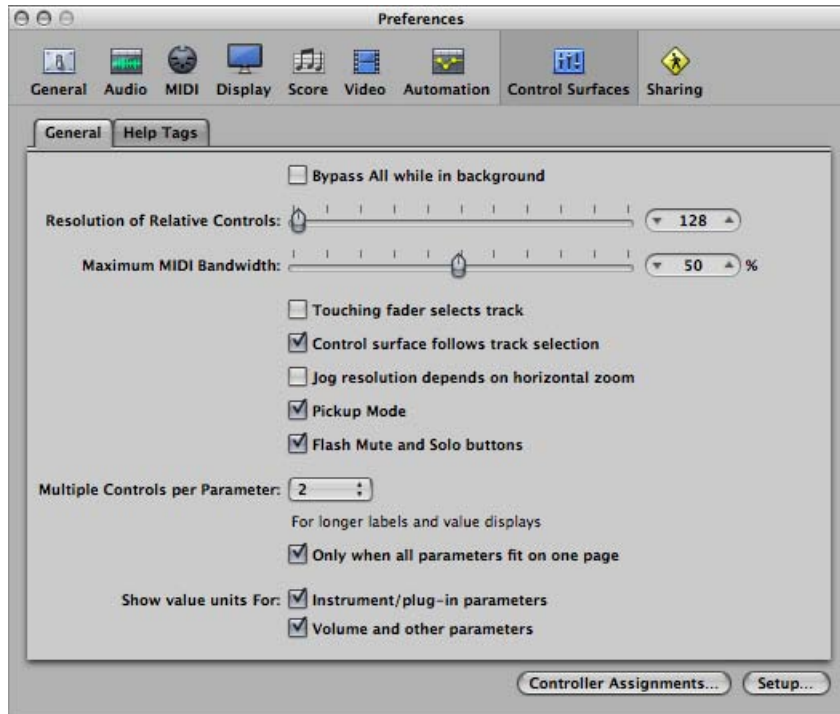 Preferences
General Audio MIDI Display Score Video Automation Control Surfaces Sharing
General Help Tags
Bypass All while in background
Resolution of Relative Controls: 128
Maximum MIDI Bandwidth: 50 %
Touching fader selects track
Control surface follows track selection
Jog resolution depends on horizontal zoom
Pickup Mode
Flash Mute and Solo buttons
Multiple Controls per Parameter: 2
For longer labels and value displays
Only when all parameters fit on one page
Show value units For: Instrument/plug-in parameters
Volume and other parameters
Controller Assignments... Setup...